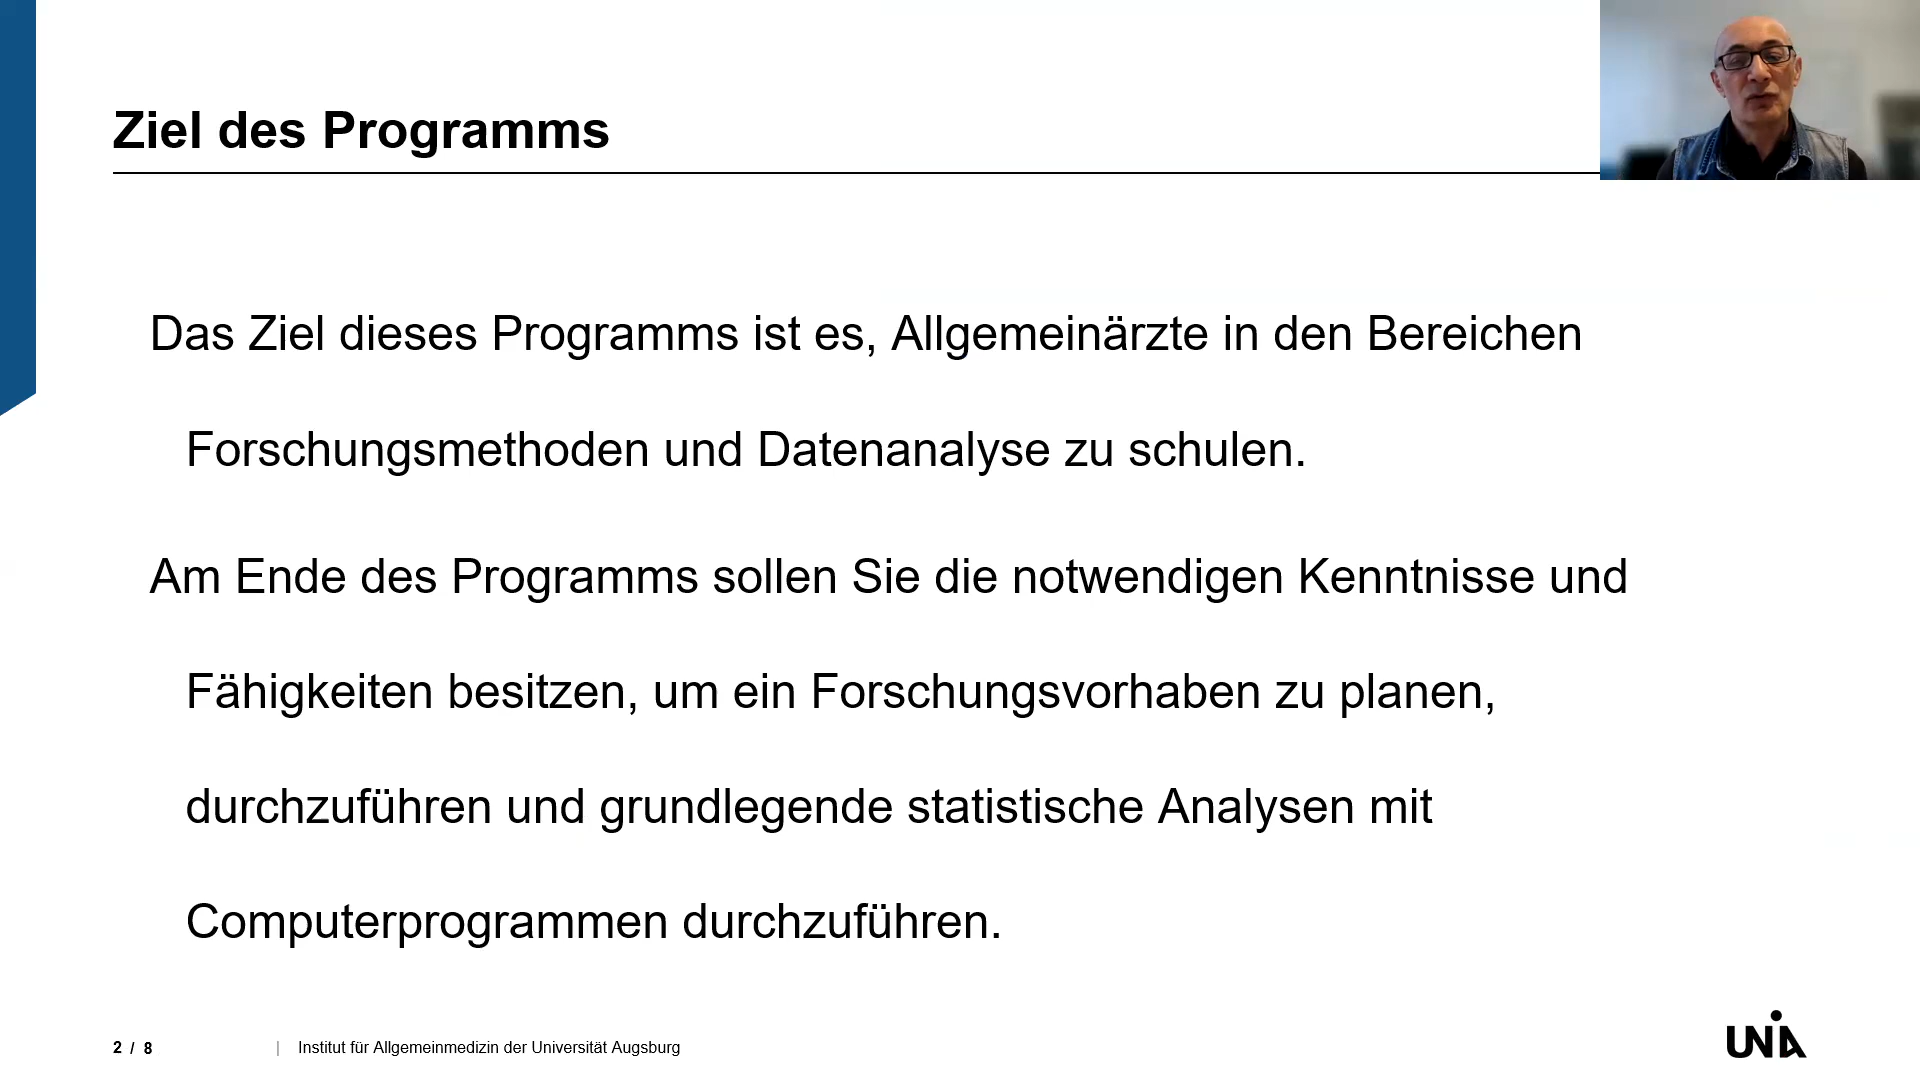 Ziel des Programms
Das Ziel dieses Programms ist es, Allgemeinärzte in den Bereichen
Forschungsmethoden und Datenanalyse zu schulen.
Am Ende des Programms sollen Sie die notwendigen Kenntnisse und
Fähigkeiten besitzen, um ein Forschungsvorhaben zu planen,
durchzuführen und grundlegende statistische Analysen mit
Computerprogrammen durchzuführen.
2 / 8 | Institut für Allgemeinmedizin der Universität Augsburg
UNIA